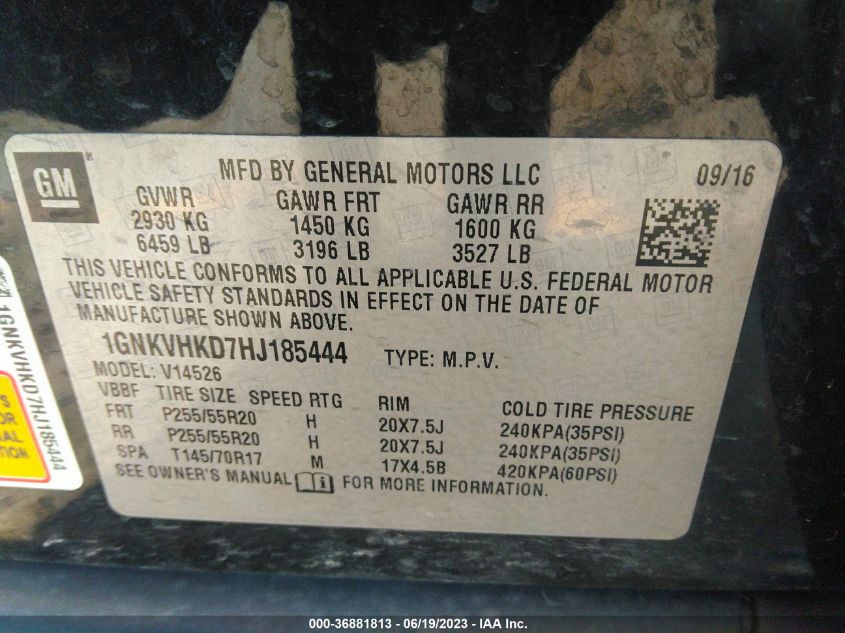 GM
MFD BY GENERAL MOTORS LLC
09/16
GVWR GAWR FRT GAWR RR
2930 KG 1450 KG 1600 KG
6459 LB 3196 LB 3527 LB
THIS VEHICLE CONFORMS TO ALL APPLICABLE U.S. FEDERAL MOTOR
VEHICLE SAFETY STANDARDS IN EFFECT ON THE DATE OF
MANUFACTURE SHOWN ABOVE.
1GNKVHKD7HJ185444 TYPE: M.P.V.
MODEL: V14526
VBBF TIRE SIZE SPEED RTG RIM COLD TIRE PRESSURE
FRT P255/55R20 H 20X7.5J 240KPA(35PSI)
RR P255/55R20 H 20X7.5J 240KPA(35PSI)
SPA T145/70R17 M 17X4.5B 420KPA(60PSI)
SEE OWNER'S MANUAL FOR MORE INFORMATION.
1GNKVHKD7HJ185444
000-36881813 - 06/19/2023 - IAA Inc.